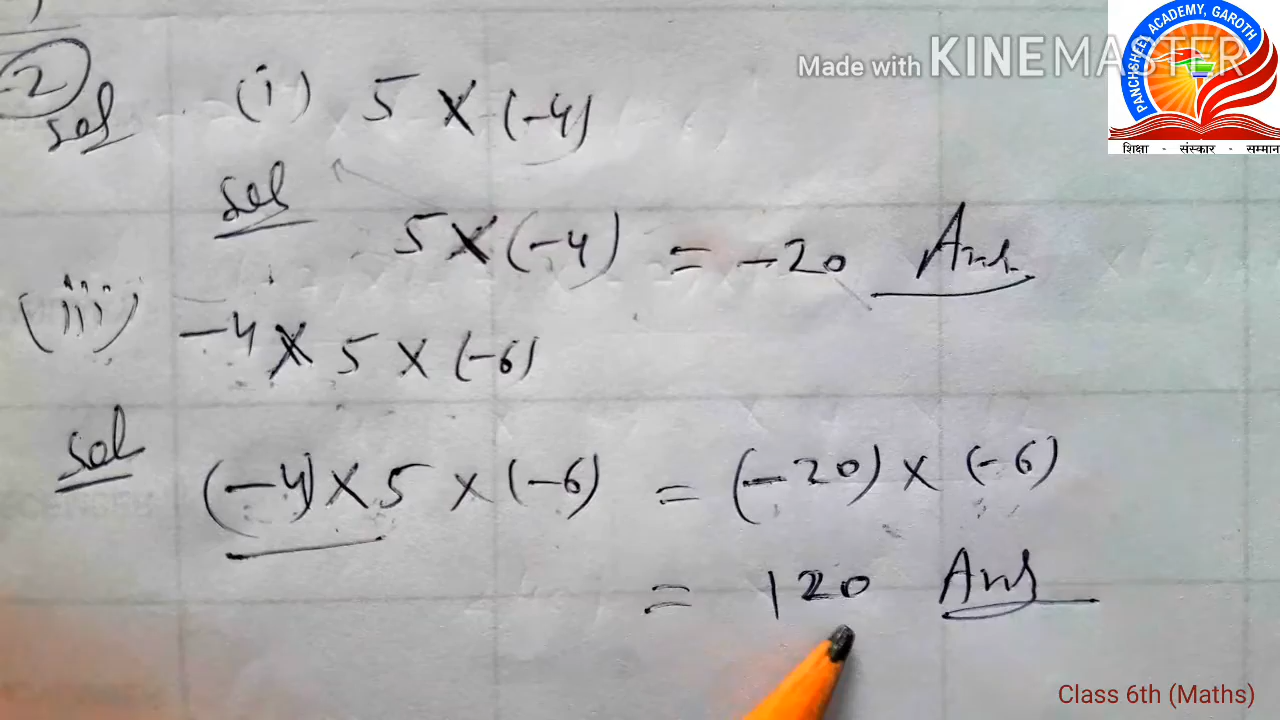 Made with KINEMASTER
PANCHSHEEL ACADEMY, GAROTH
शिक्षा - संस्कार - सम्मान
2
sol
(i) 5 × (-4)
sol
5 × (-4) = -20 Ans
(iii) -4 × 5 × (-6)
sol
(-4) × 5 × (-6) = (-20) × (-6)
= 120 Ans
Class 6th (Maths)